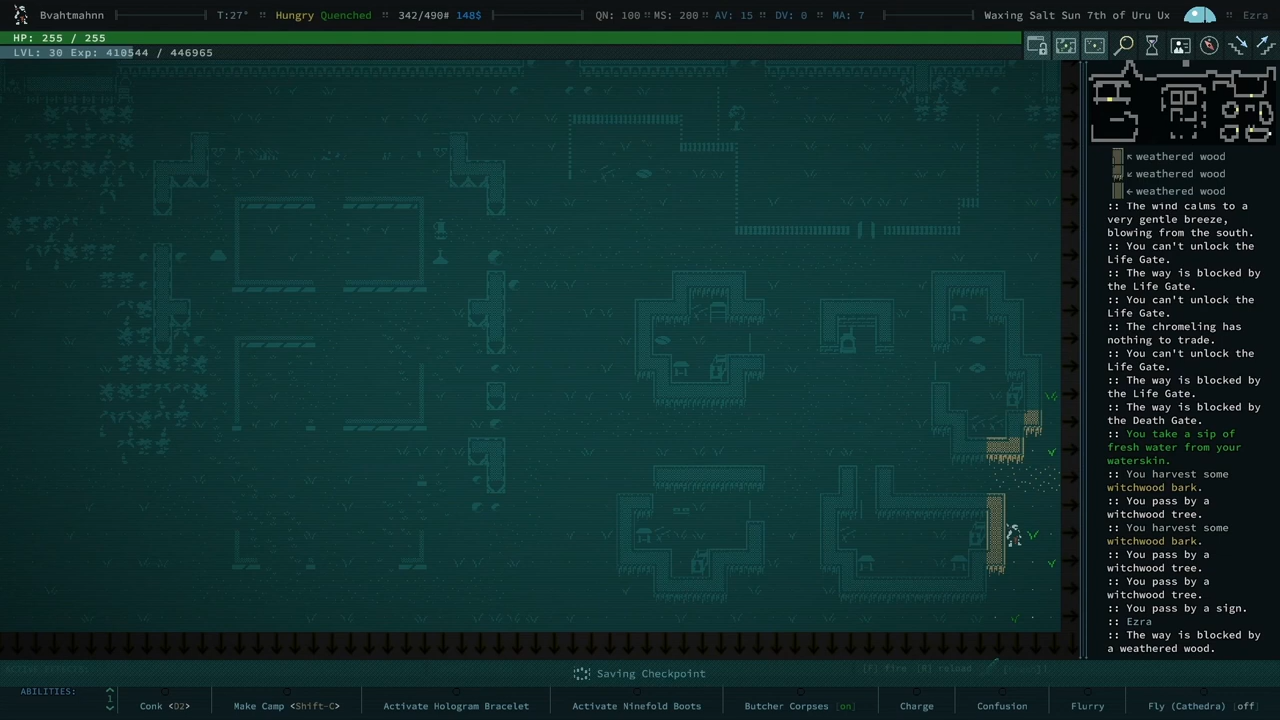 Bvahtmahnn T:27° :: Hungry Quenched :: 342/490# 148$ QN: 100 :: MS: 200 :: AV: 15 :: DV: 0 :: MA: 7 Waxing Salt Sun 7th of Uru Ux :: Ezra
HP: 255 / 255
LVL: 30 Exp: 410544 / 446965
weathered wood
weathered wood
weathered wood
:: The wind calms to a
very gentle breeze,
blowing from the south.
:: You can't unlock the
Life Gate.
:: The way is blocked by
the Life Gate.
:: You can't unlock the
Life Gate.
:: The chromeling has
nothing to trade.
:: You can't unlock the
Life Gate.
:: The way is blocked by
the Life Gate.
:: The way is blocked by
the Death Gate.
:: You take a sip of
fresh water from your
waterskin.
:: You harvest some
witchwood bark.
:: You pass by a
witchwood tree.
:: You harvest some
witchwood bark.
:: You pass by a
witchwood tree.
:: You pass by a
witchwood tree.
:: You pass by a sign.
:: Ezra
:: The way is blocked by
a weathered wood.
ACTIVE EFFECTS:
Saving Checkpoint
[F] fire [R] reload
ABILITIES: 1 Conk <D2> Make Camp <Shift-C> Activate Hologram Bracelet Activate Ninefold Boots Butcher Corpses [on] Charge Confusion Flurry Fly (Cathedra) [off]